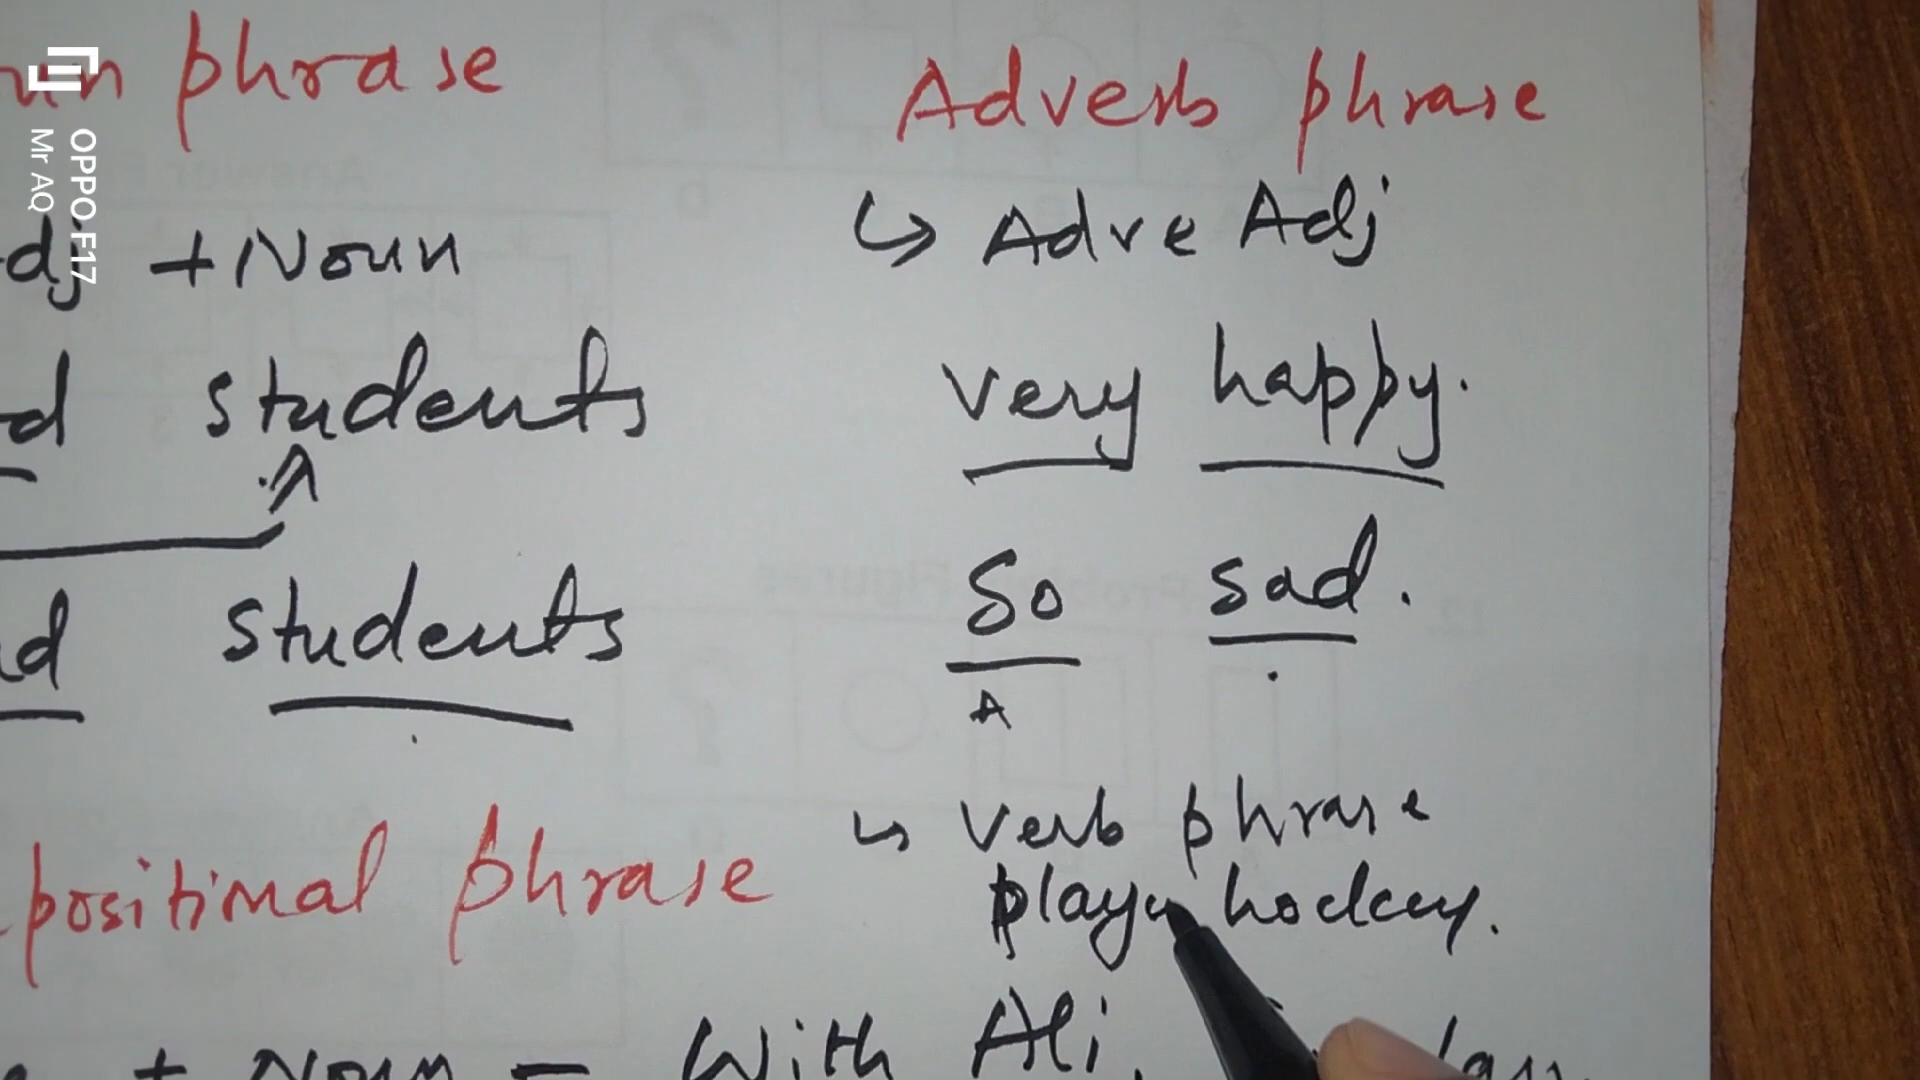 phrase
Adverb phrase
dj + Noun
Adve Adj
d students
very happy.
So sad.
d students
A
Verb phrase
positional phrase
play hockey.
+ Noun = With Ali.
OPPO F17
Mr AQ